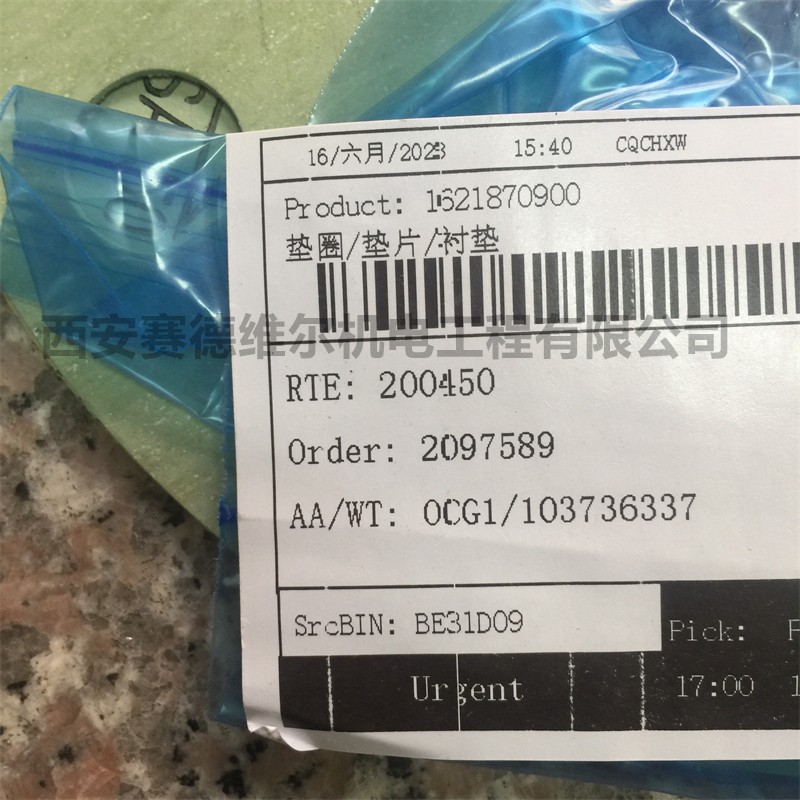 16/六月/2023 15:40 CQCHXW
Product: 1621870900
垫圈/垫片/衬垫
西安赛德维尔机电工程有限公司
RTE: 200450
Order: 2097589
AA/WT: OCG1/103736337
SrcBIN: BE31D09
Pick:
Urgent 17:00